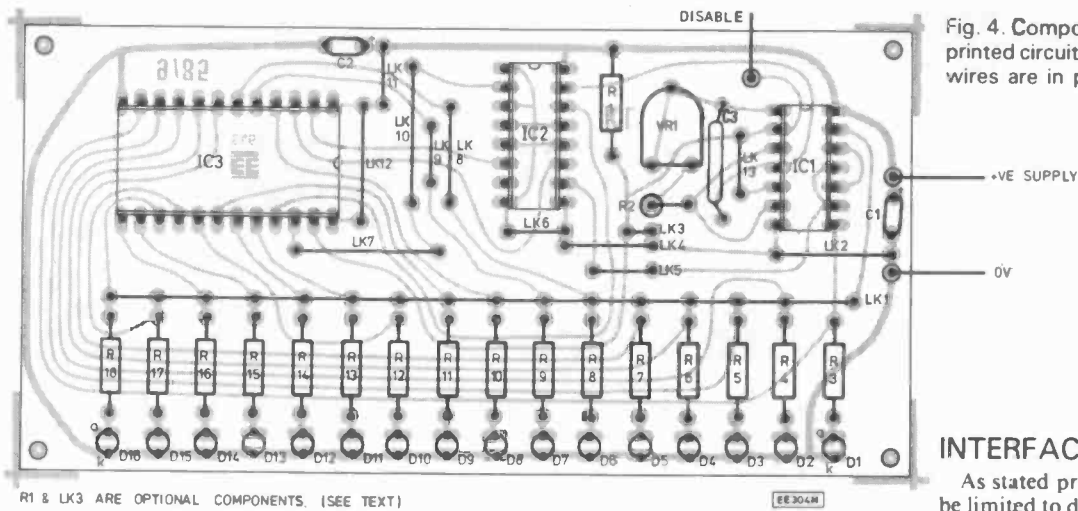 DISABLE
Fig. 4. Compo
printed circuit
wires are in p
C2
LK
11
LK
10
LK
9
LK
8
IC2
R
VR1
C3
LK
13
IC1
IC3
LK12
+VE SUPPLY
R2
C1
LK6
LK3
LK4
LK2
LK7
LK5
0V
LK1
R
18
R
17
R
16
R
15
R
14
R
13
R
12
R
11
R
10
R
9
R
8
R
7
R
6
R
5
R
4
R
3
a
k
D16
D15
D14
D13
D12
D11
D10
D9
D8
D7
D6
D5
D4
D3
D2
a
k
D1
INTERFAC
As stated pr
be limited to d
R1 & LK3 ARE OPTIONAL COMPONENTS. (SEE TEXT)
EE304M